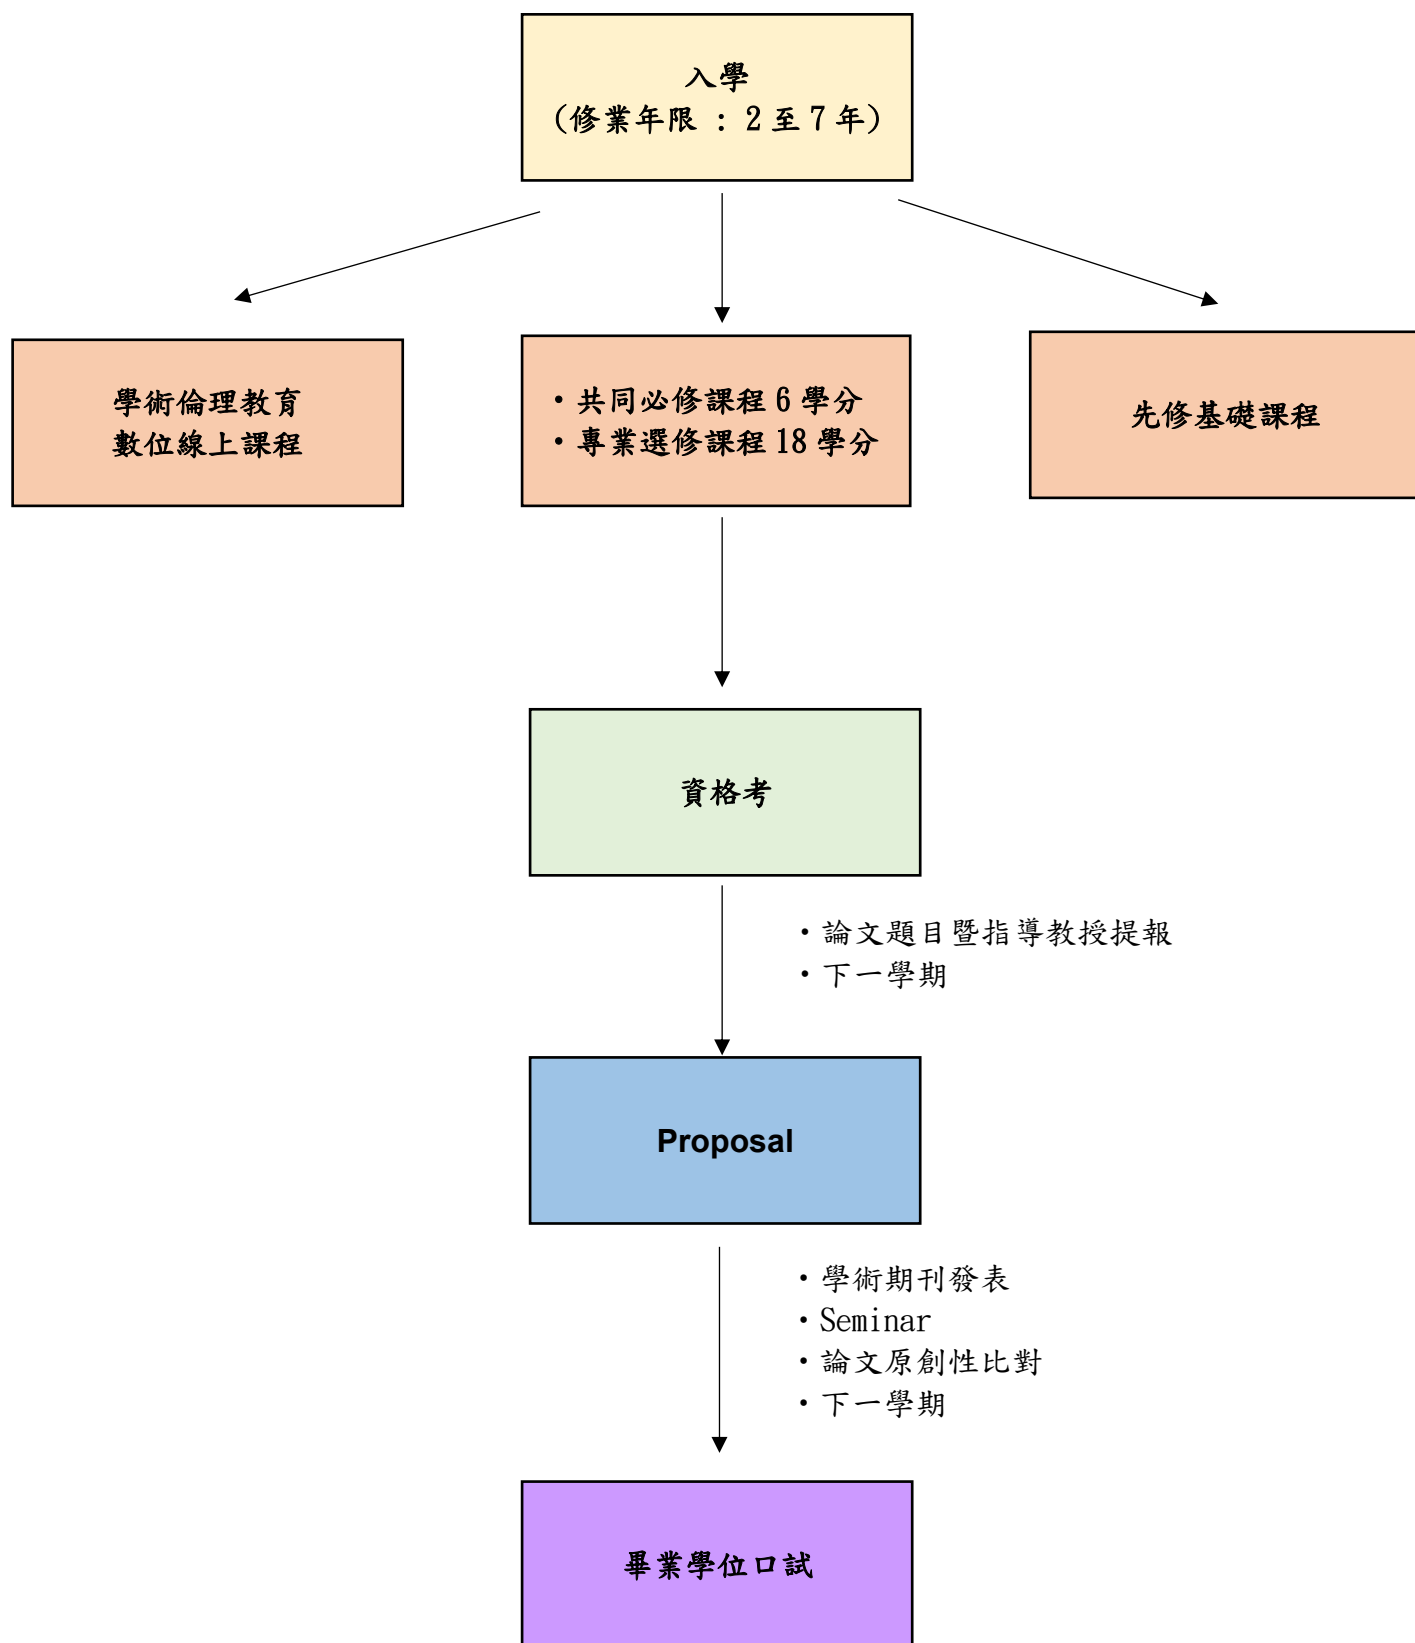 入學
(修業年限 : 2 至 7 年)
學術倫理教育
數位線上課程
・共同必修課程 6 學分
・專業選修課程 18 學分
先修基礎課程
資格考
・論文題目暨指導教授提報
・下一學期
Proposal
・學術期刊發表
・Seminar
・論文原創性比對
・下一學期
畢業學位口試